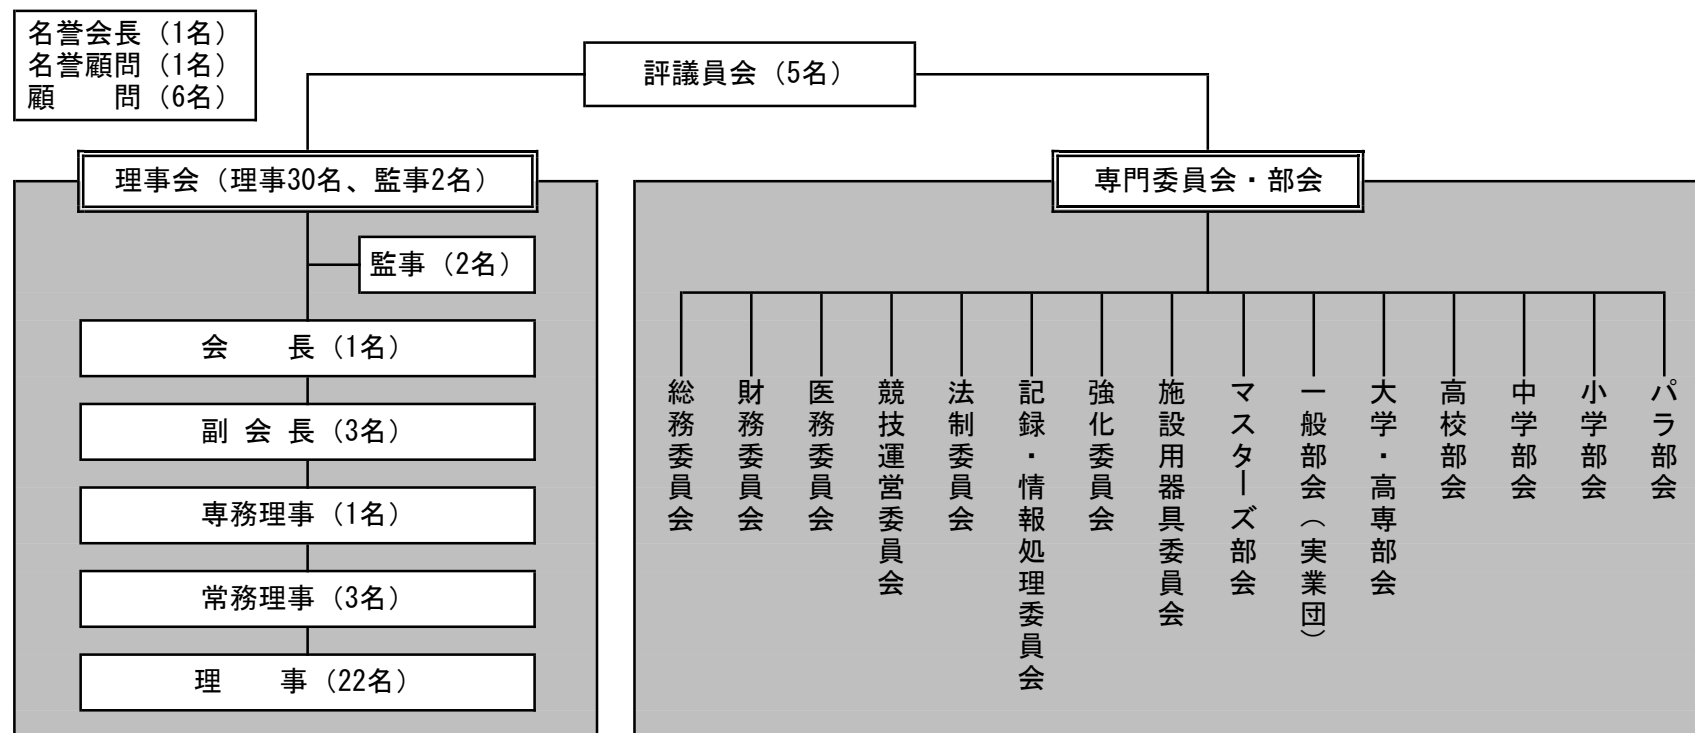 名誉会長（1名）
名誉顧問（1名）
顧　　問（6名）
評議員会（5名）
理事会（理事30名、監事2名）
監事（2名）
会　　長（1名）
副 会 長（3名）
専務理事（1名）
常務理事（3名）
理　　事（22名）
専門委員会・部会
総務委員会
財務委員会
医務委員会
競技運営委員会
法制委員会
記録・情報処理委員会
強化委員会
施設用器具委員会
マスターズ部会
一般部会（実業団）
大学・高専部会
高校部会
中学部会
小学部会
パラ部会